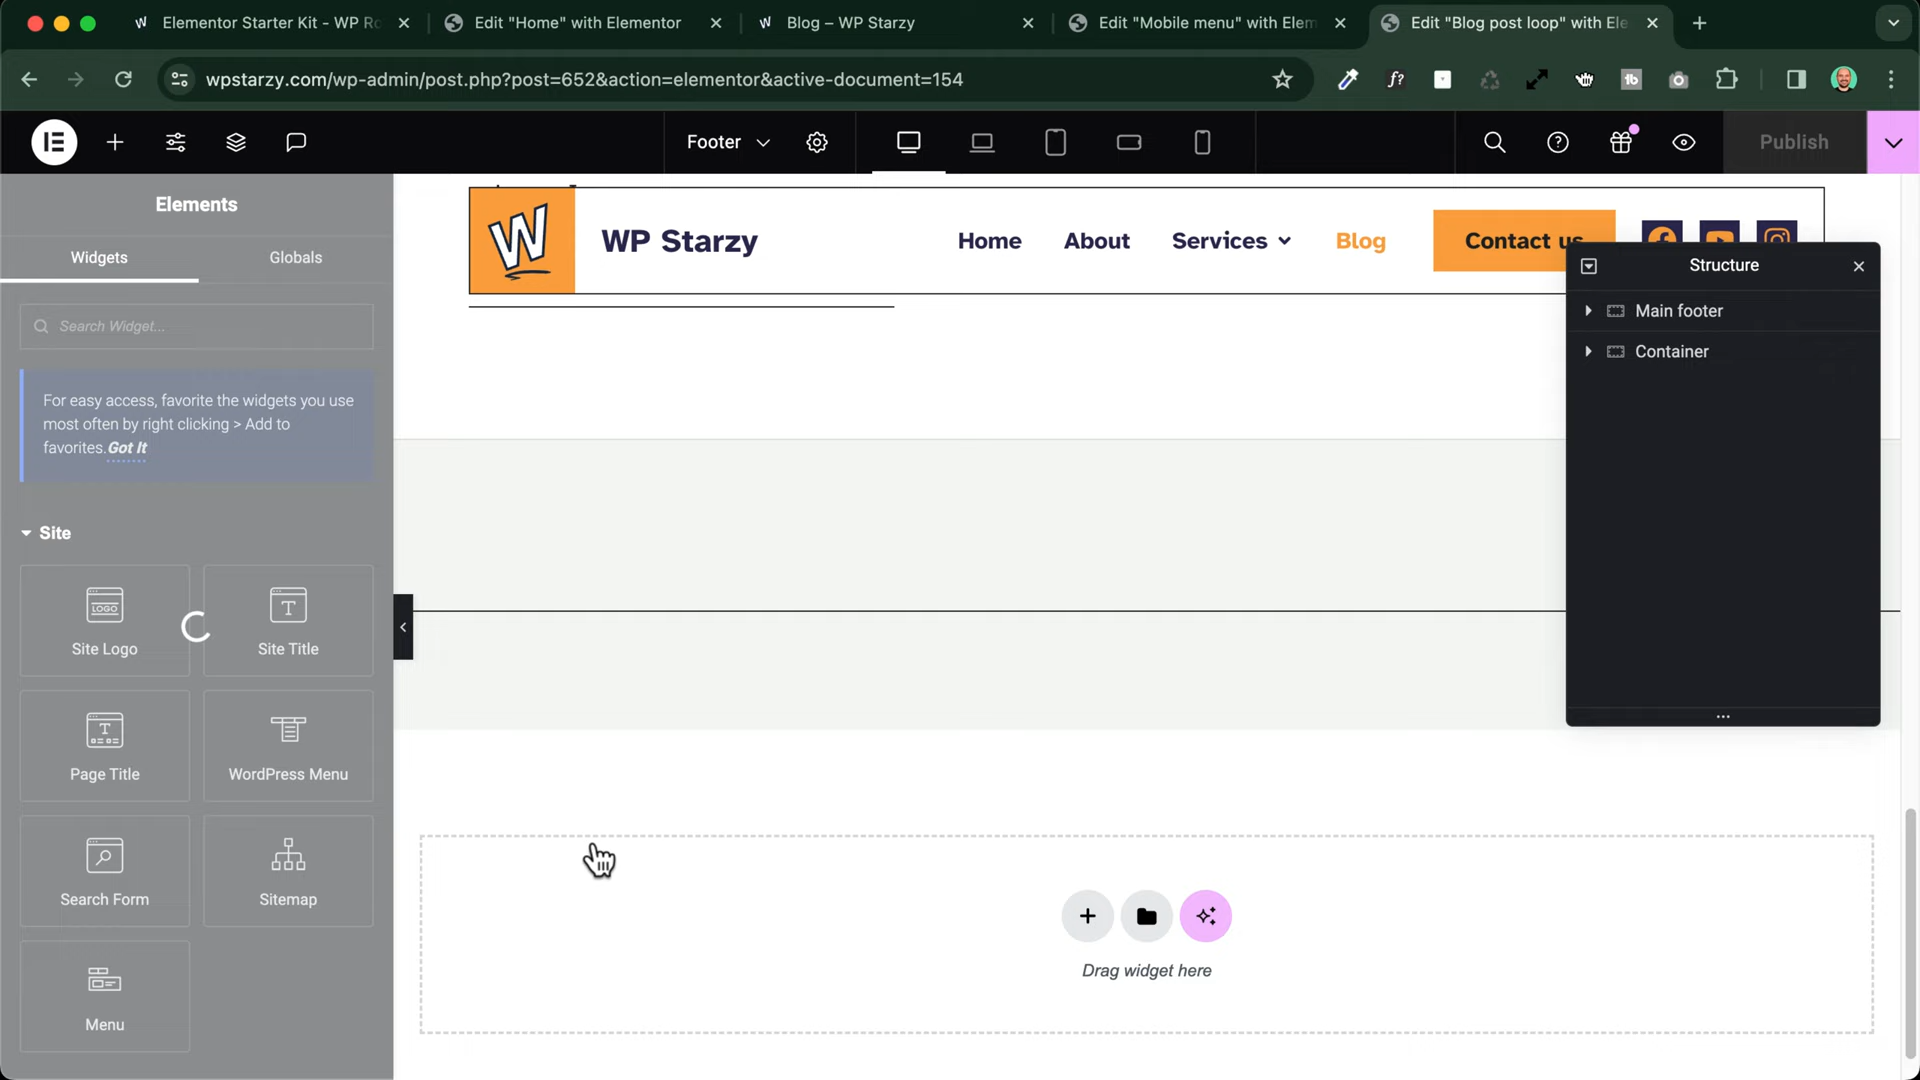 Elementor Starter Kit - WP Ro
Edit "Home" with Elementor
Blog – WP Starzy
Edit "Mobile menu" with Elem
Edit "Blog post loop" with Ele
wpstarzy.com/wp-admin/post.php?post=652&action=elementor&active-document=154
Footer
Publish
Elements
Widgets
Globals
Search Widget...
For easy access, favorite the widgets you use
most often by right clicking > Add to
favorites. Got It
Site
LOGO
Site Logo
Site Title
Page Title
WordPress Menu
Search Form
Sitemap
Menu
W
WP Starzy
Home
About
Services
Blog
Contact us
Structure
Main footer
Container
Drag widget here